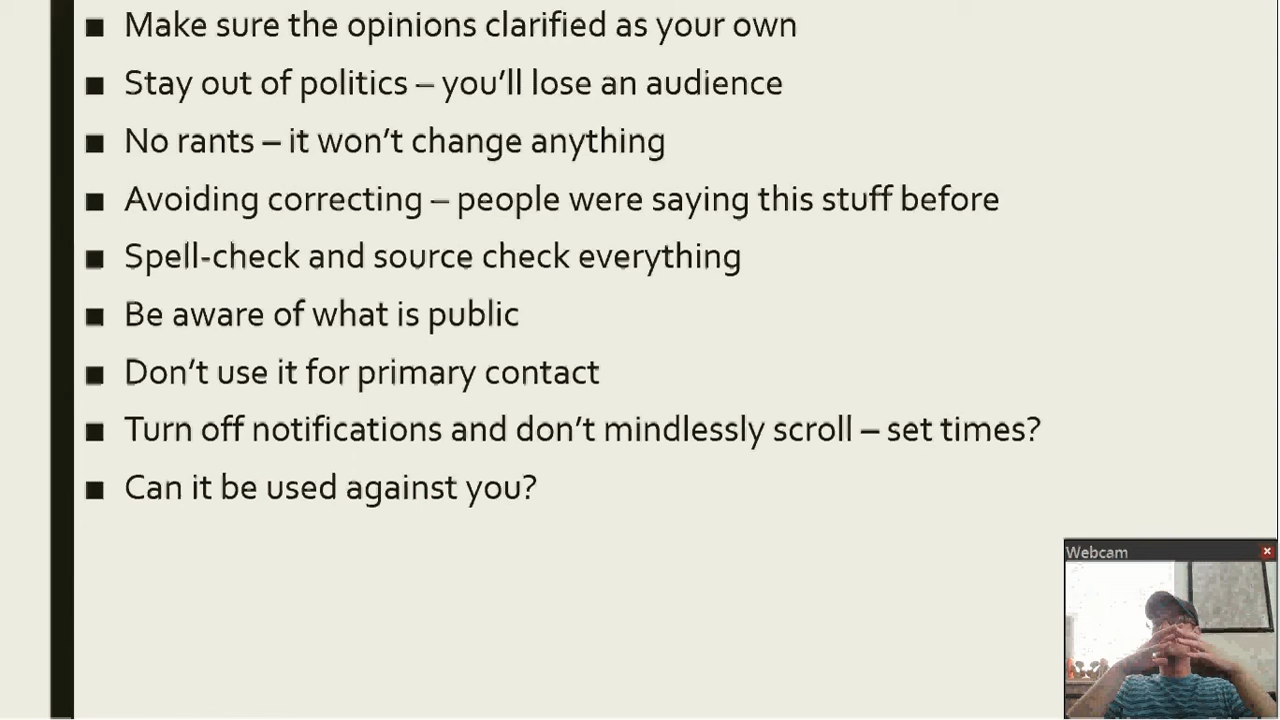 Make sure the opinions clarified as your own
Stay out of politics – you'll lose an audience
No rants – it won't change anything
Avoiding correcting – people were saying this stuff before
Spell-check and source check everything
Be aware of what is public
Don't use it for primary contact
Turn off notifications and don't mindlessly scroll – set times?
Can it be used against you?
Webcam